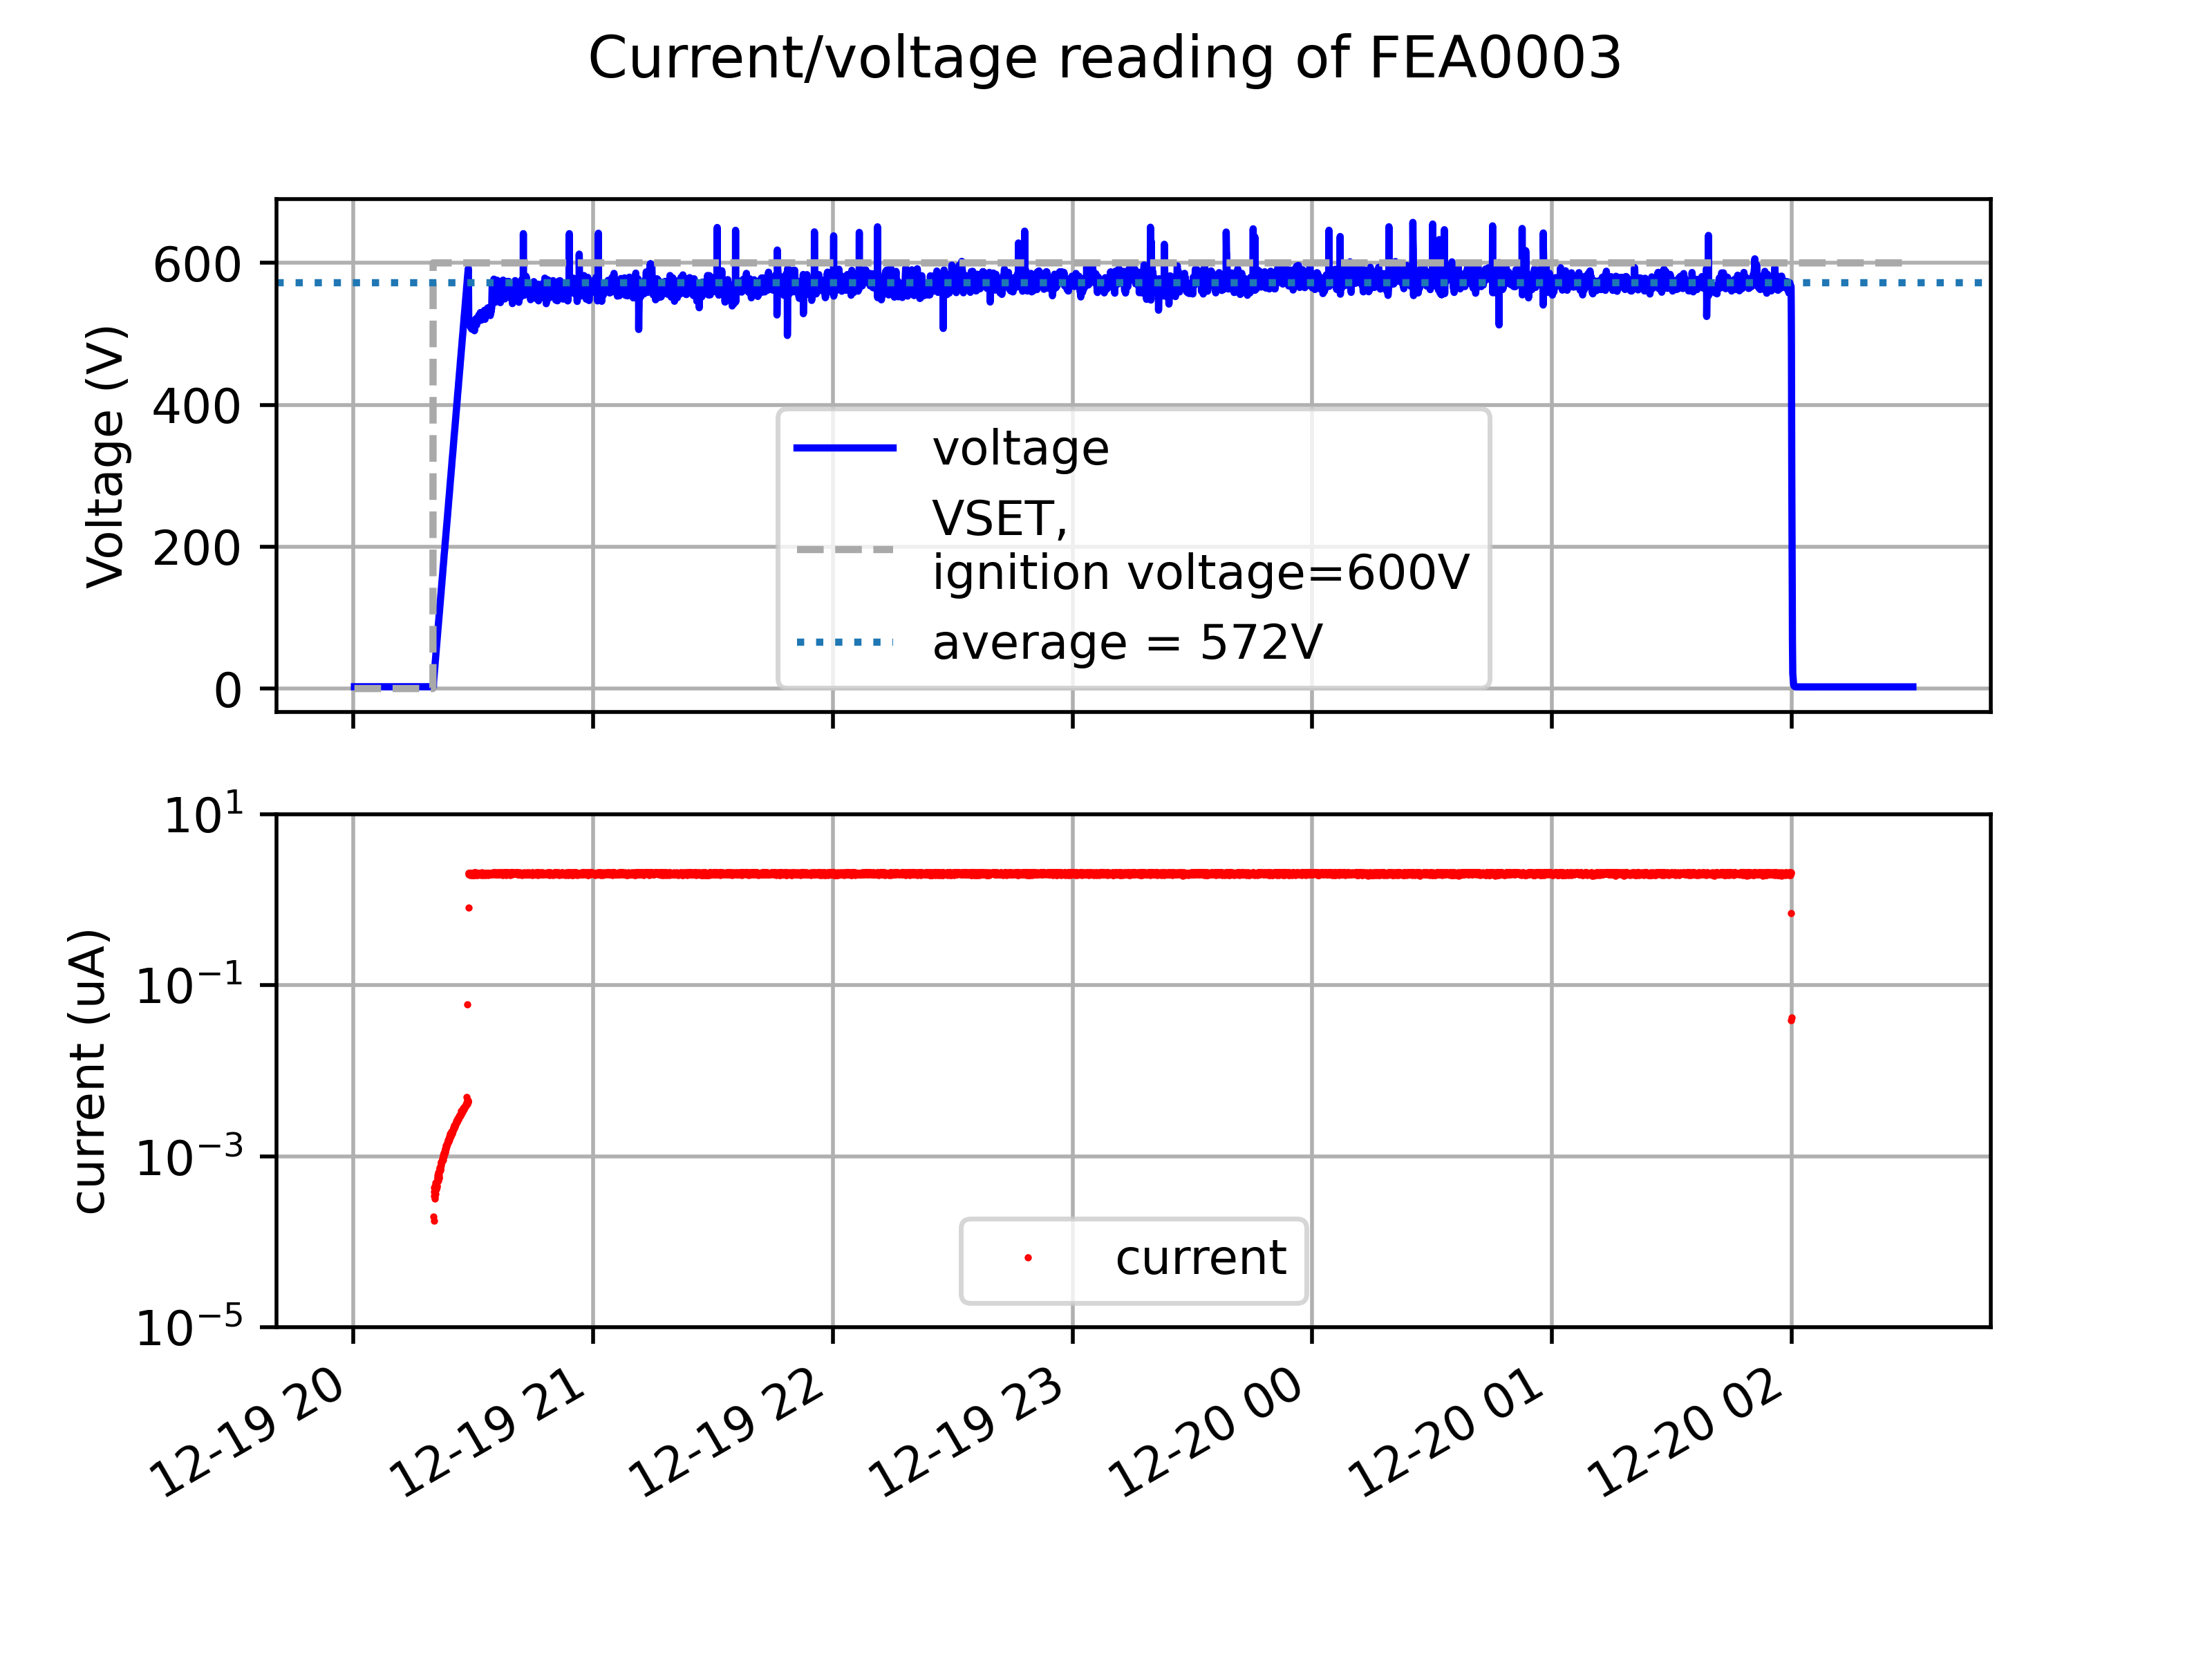 Current/voltage reading of FEA0003
Voltage (V)
600
400
200
0
voltage
VSET,
ignition voltage=600V
average = 572V
current (uA)
10¹
10⁻¹
10⁻³
10⁻⁵
current
12-19 20
12-19 21
12-19 22
12-19 23
12-20 00
12-20 01
12-20 02